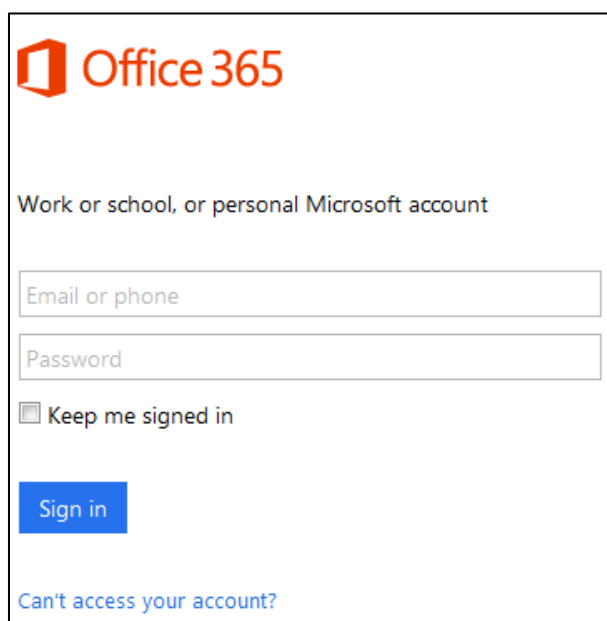 Office 365
Work or school, or personal Microsoft account
Email or phone
Password
Keep me signed in
Sign in
Can't access your account?